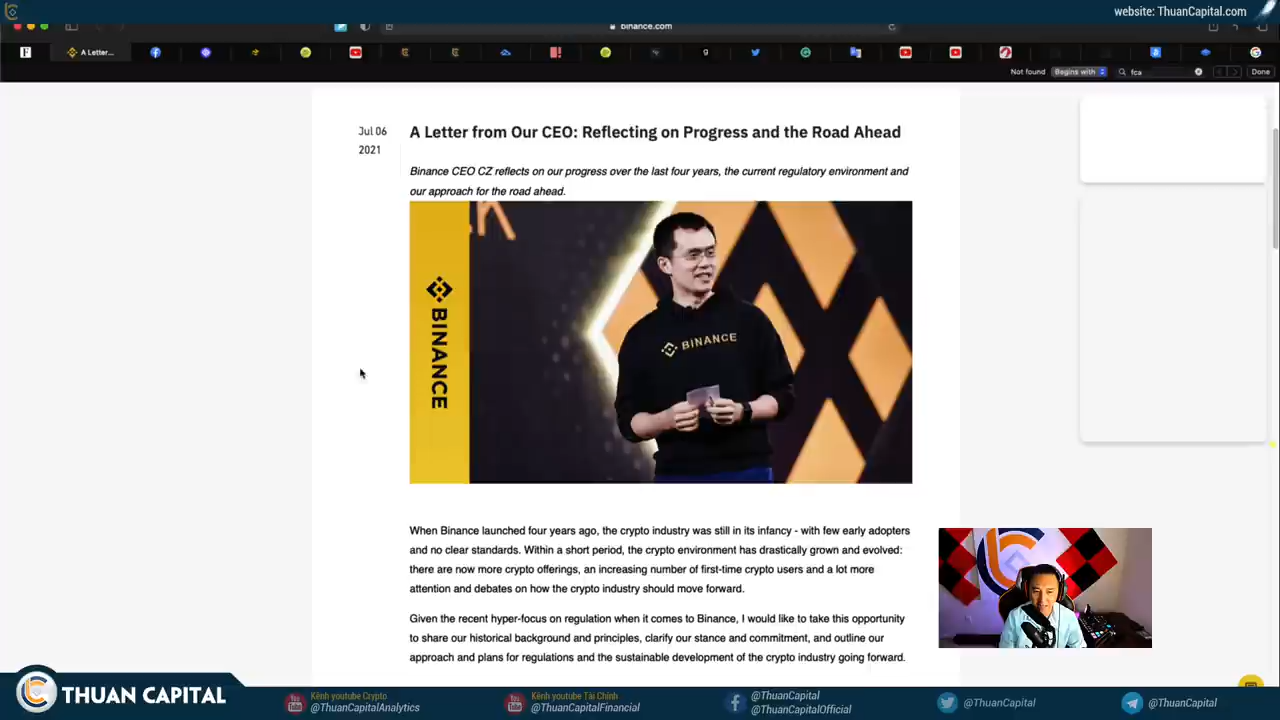 website: ThuanCapital.com
binance.com
A Letter...
Not found
Begins with
fca
Done
Jul 06
2021
A Letter from Our CEO: Reflecting on Progress and the Road Ahead
Binance CEO CZ reflects on our progress over the last four years, the current regulatory environment and
our approach for the road ahead.
BINANCE
BINANCE
When Binance launched four years ago, the crypto industry was still in its infancy - with few early adopters
and no clear standards. Within a short period, the crypto environment has drastically grown and evolved:
there are now more crypto offerings, an increasing number of first-time crypto users and a lot more
attention and debates on how the crypto industry should move forward.
Given the recent hyper-focus on regulation when it comes to Binance, I would like to take this opportunity
to share our historical background and principles, clarify our stance and commitment, and outline our
approach and plans for regulations and the sustainable development of the crypto industry going forward.
THUAN CAPITAL
Kênh youtube Crypto
@ThuanCapitalAnalytics
Kênh youtube Tài Chính
@ThuanCapitalFinancial
@ThuanCapital
@ThuanCapitalOfficial
@ThuanCapital
@ThuanCapital